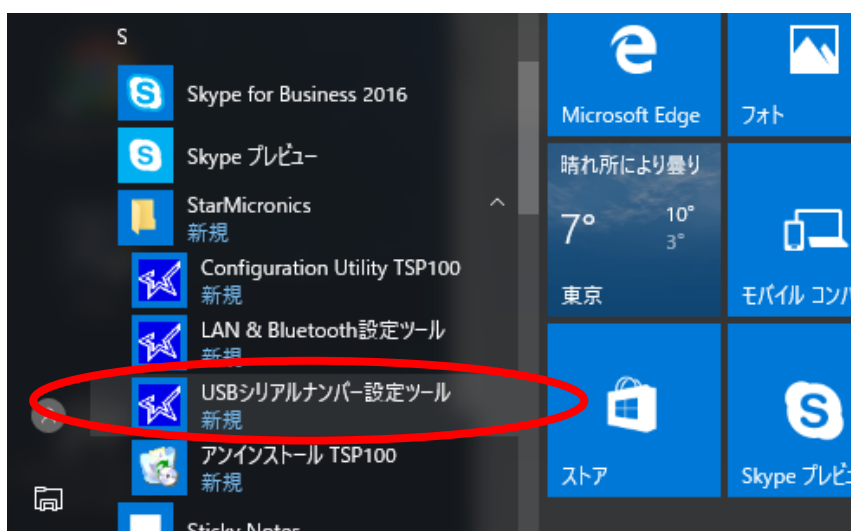 S
Skype for Business 2016
Skype プレビュー
StarMicronics
新規
Configuration Utility TSP100
新規
LAN & Bluetooth設定ツール
新規
USBシリアルナンバー設定ツール
新規
アンインストール TSP100
新規
Sticky Notes
Microsoft Edge
フォト
晴れ所により曇り
7°
10°
3°
東京
モバイル コンパ
ストア
Skype プレビ